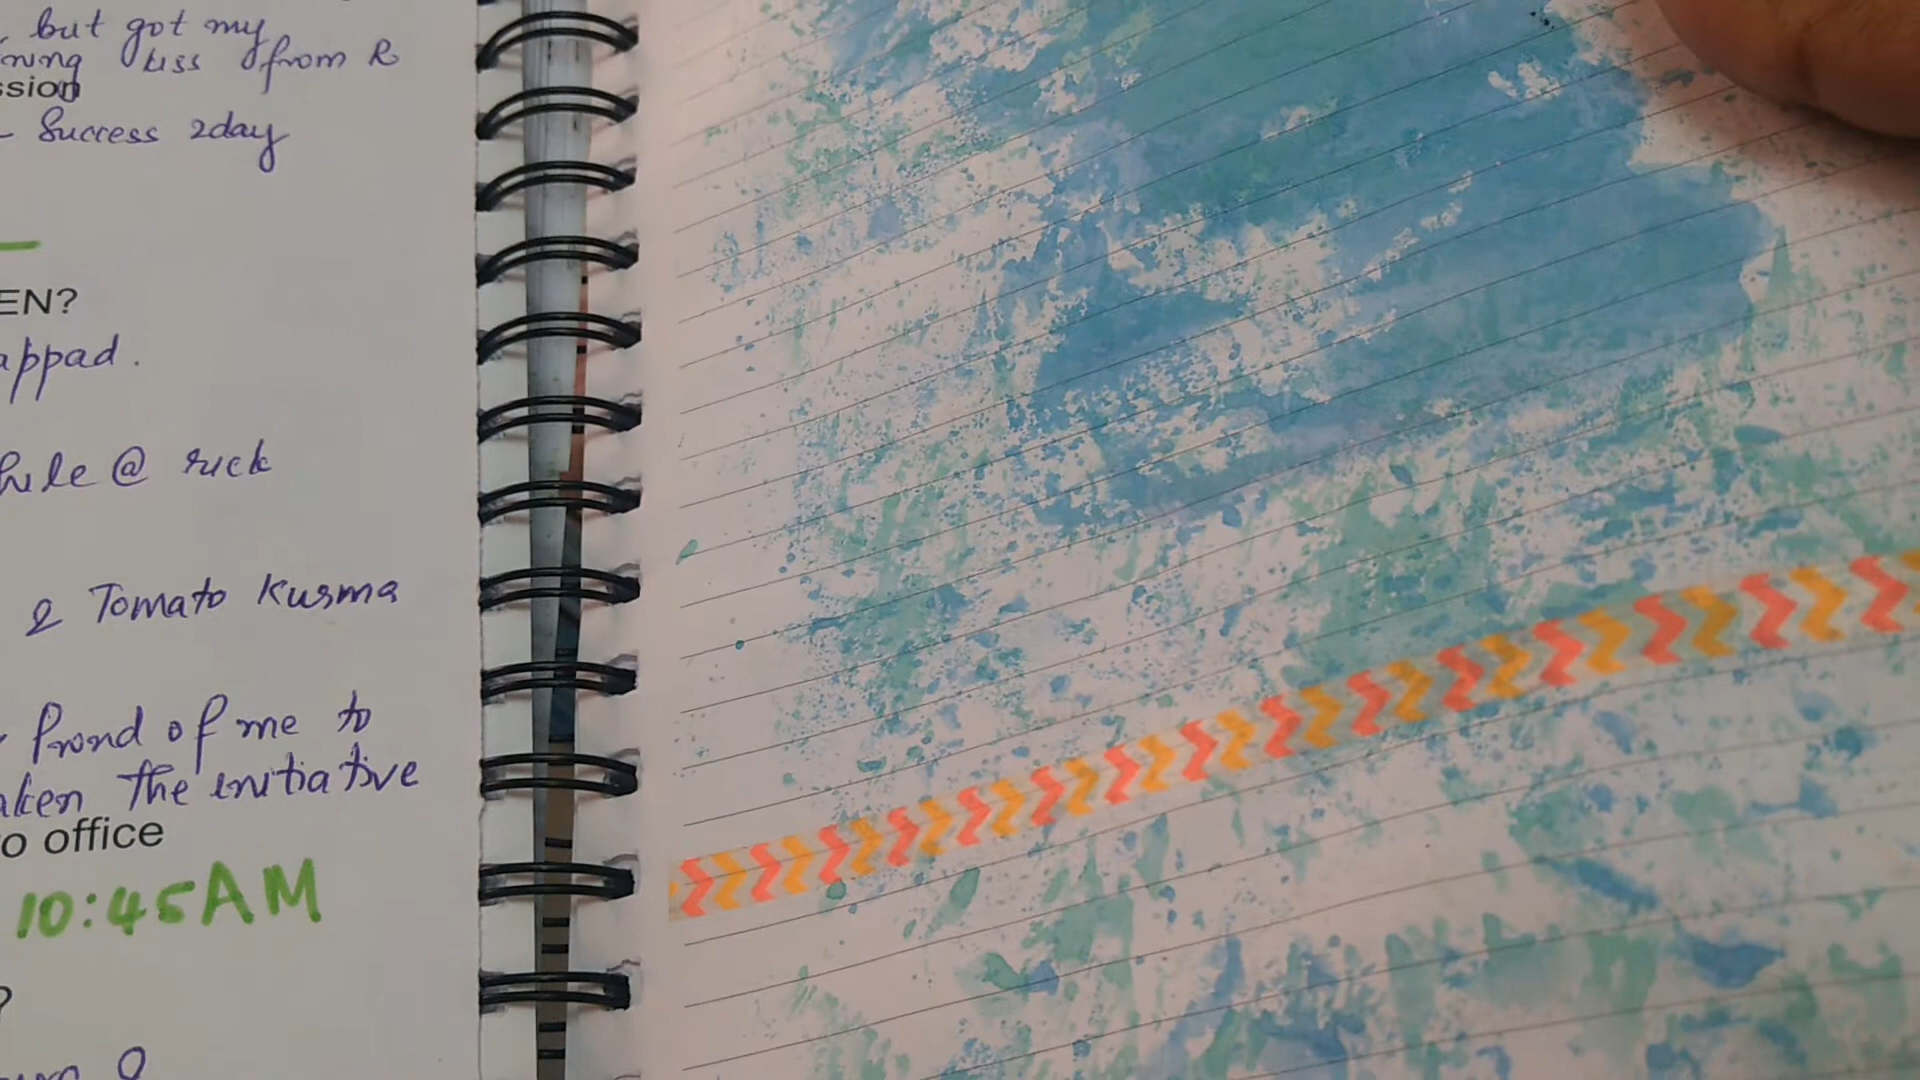 but got my
ning kiss from R
ssion
- Success 2day
EN?
appad.
hile @ rick
& Tomato Kurma
Proud of me to
aken the initiative
o office
10:45AM
?